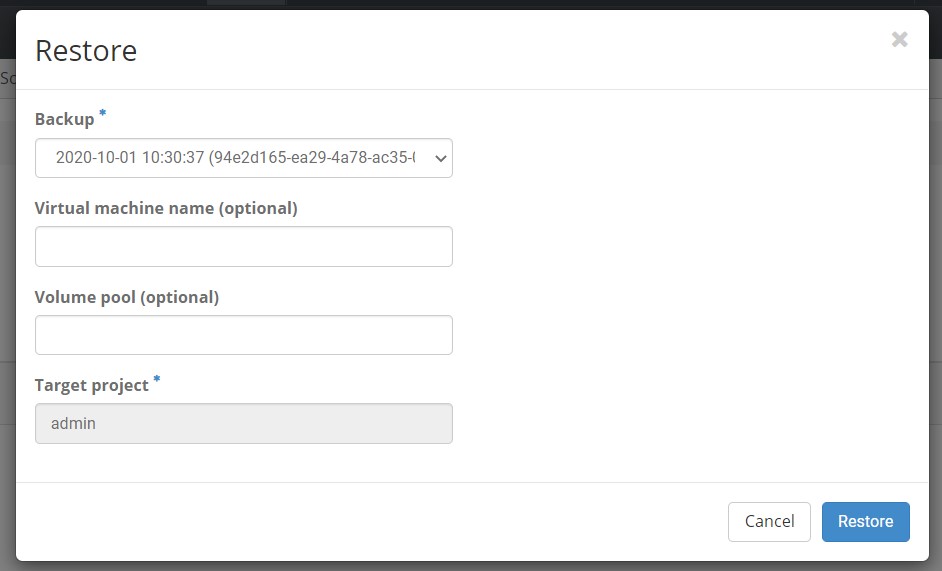 Restore
×
Backup *
2020-10-01 10:30:37 (94e2d165-ea29-4a78-ac35-
Virtual machine name (optional)
Volume pool (optional)
Target project *
admin
Cancel
Restore